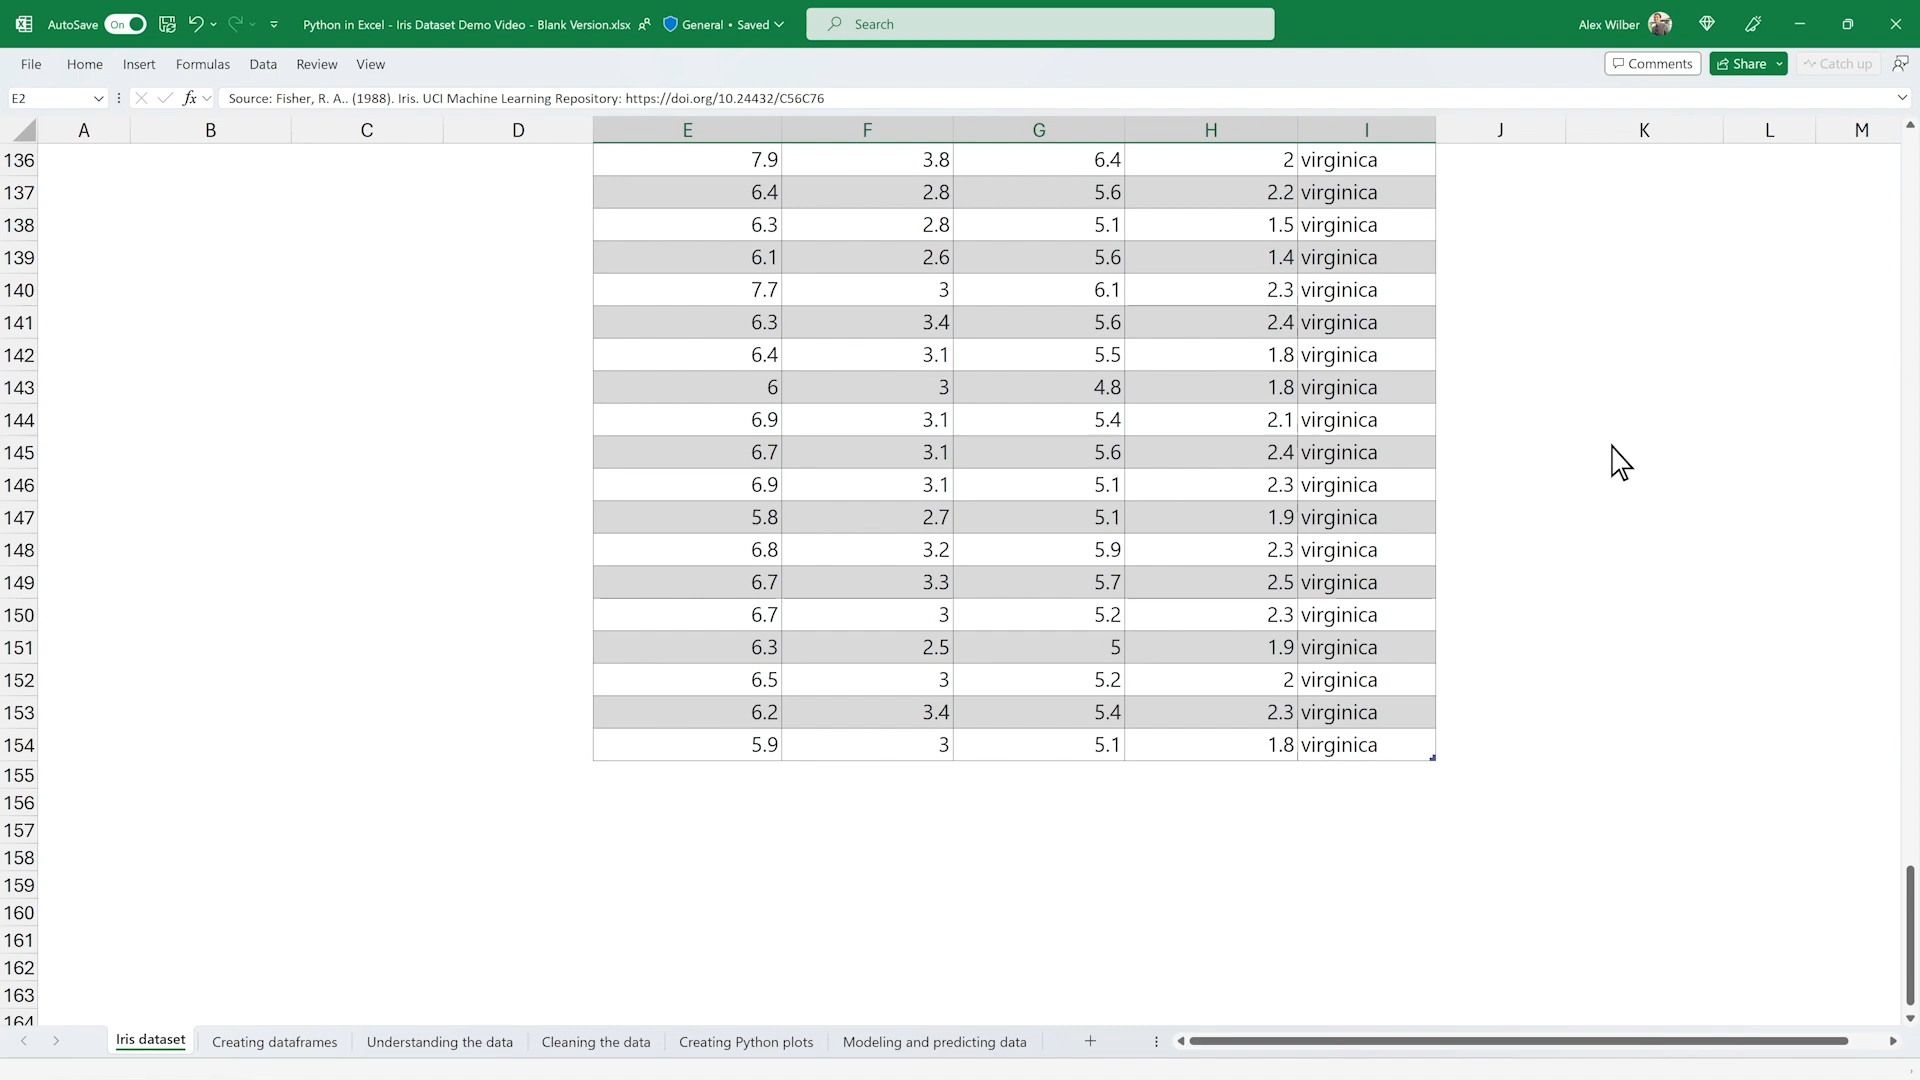 AutoSave On Python in Excel - Iris Dataset Demo Video - Blank Version.xlsx General • Saved Search Alex Wilber
File Home Insert Formulas Data Review View Comments Share Catch up
E2 fx Source: Fisher, R. A.. (1988). Iris. UCI Machine Learning Repository: https://doi.org/10.24432/C56C76
A B C D E F G H I J K L M
136 7.9 3.8 6.4 2 virginica
137 6.4 2.8 5.6 2.2 virginica
138 6.3 2.8 5.1 1.5 virginica
139 6.1 2.6 5.6 1.4 virginica
140 7.7 3 6.1 2.3 virginica
141 6.3 3.4 5.6 2.4 virginica
142 6.4 3.1 5.5 1.8 virginica
143 6 3 4.8 1.8 virginica
144 6.9 3.1 5.4 2.1 virginica
145 6.7 3.1 5.6 2.4 virginica
146 6.9 3.1 5.1 2.3 virginica
147 5.8 2.7 5.1 1.9 virginica
148 6.8 3.2 5.9 2.3 virginica
149 6.7 3.3 5.7 2.5 virginica
150 6.7 3 5.2 2.3 virginica
151 6.3 2.5 5 1.9 virginica
152 6.5 3 5.2 2 virginica
153 6.2 3.4 5.4 2.3 virginica
154 5.9 3 5.1 1.8 virginica
155
156
157
158
159
160
161
162
163
164
Iris dataset Creating dataframes Understanding the data Cleaning the data Creating Python plots Modeling and predicting data